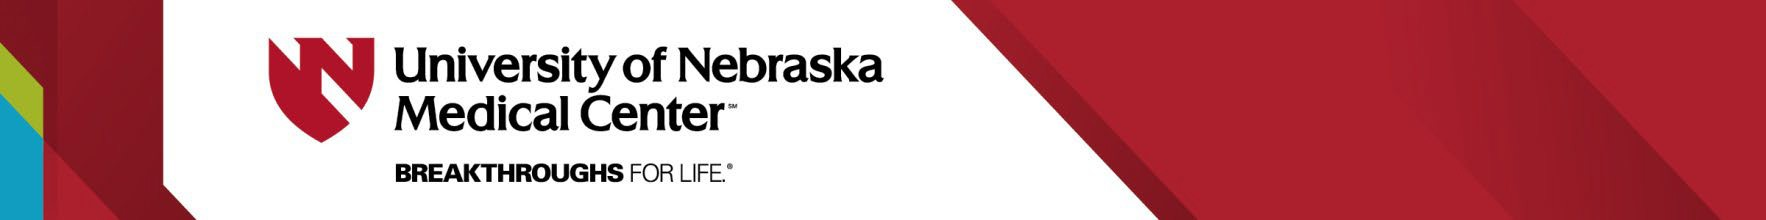 University of Nebraska
Medical Center℠
BREAKTHROUGHS FOR LIFE.®